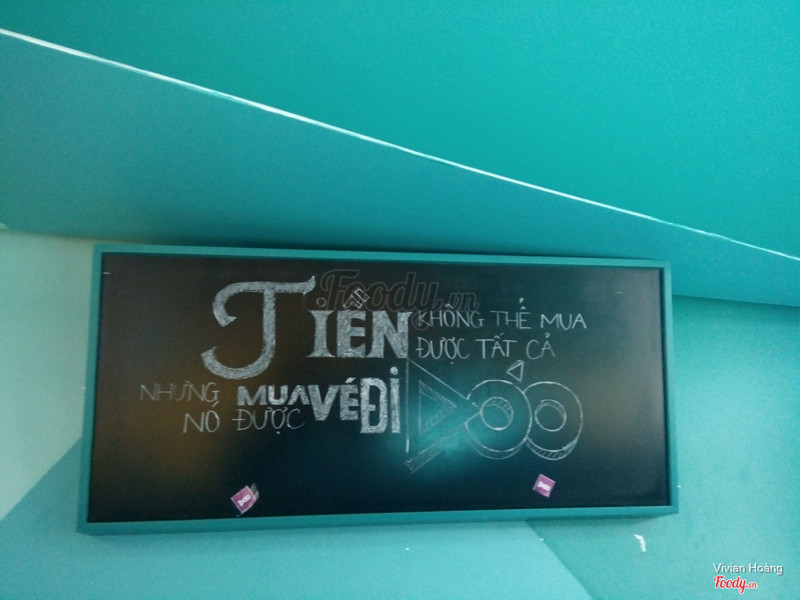 TIỀN KHÔNG THỂ MUA
ĐƯỢC TẤT CẢ
NHƯNG MUA VÉ ĐI
NÓ ĐƯỢC
Foody.vn
Vivian Hoàng
Foody.vn